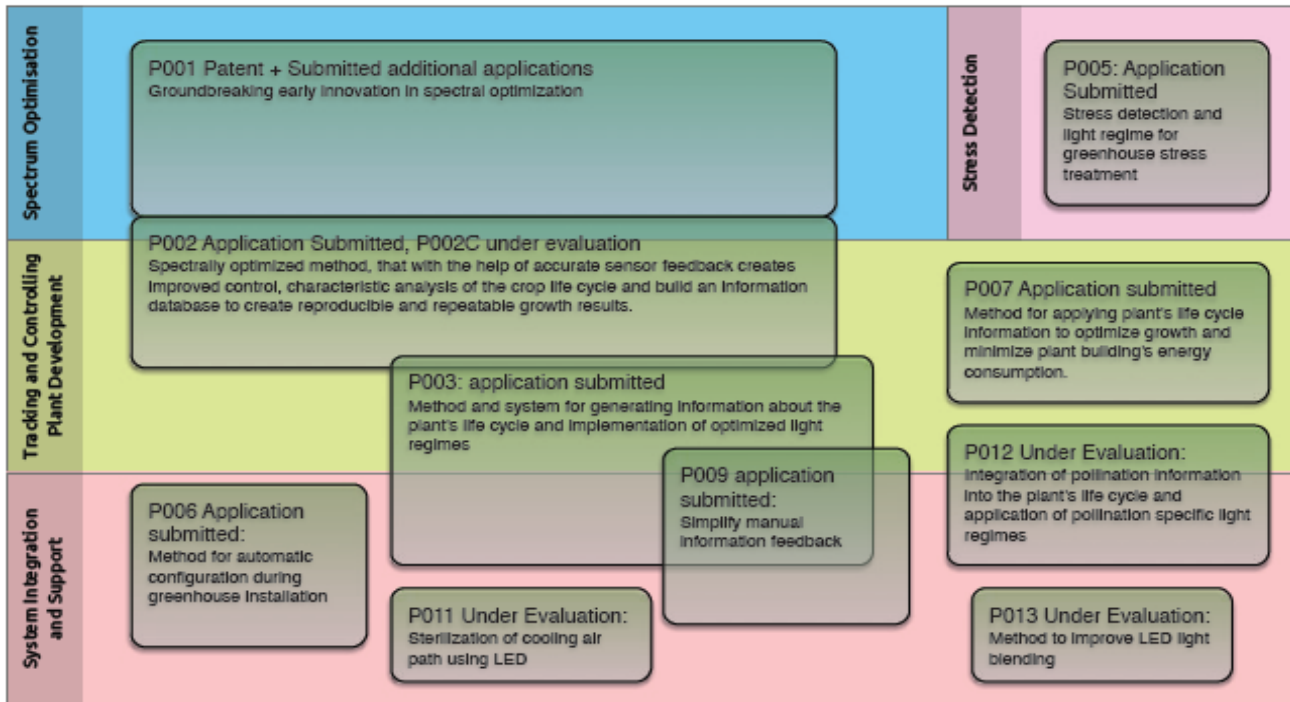 Spectrum Optimisation
P001 Patent + Submitted additional applications
Groundbreaking early innovation in spectral optimization
Stress Detection
P005: Application
Submitted
Stress detection and
light regime for
greenhouse stress
treatment
Tracking and Controlling
Plant Development
P002 Application Submitted, P002C under evaluation
Spectrally optimized method, that with the help of accurate sensor feedback creates
improved control, characteristic analysis of the crop life cycle and build an information
database to create reproducible and repeatable growth results.
P007 Application submitted
Method for applying plant's life cycle
information to optimize growth and
minimize plant building's energy
consumption.
P003: application submitted
Method and system for generating information about the
plant's life cycle and implementation of optimized light
regimes
P012 Under Evaluation:
Integration of pollination information
into the plant's life cycle and
application of pollination specific light
regimes
P009 application
submitted:
Simplify manual
information feedback
System Integration
and Support
P006 Application
submitted:
Method for automatic
configuration during
greenhouse installation
P011 Under Evaluation:
Sterilization of cooling air
path using LED
P013 Under Evaluation:
Method to improve LED light
blending